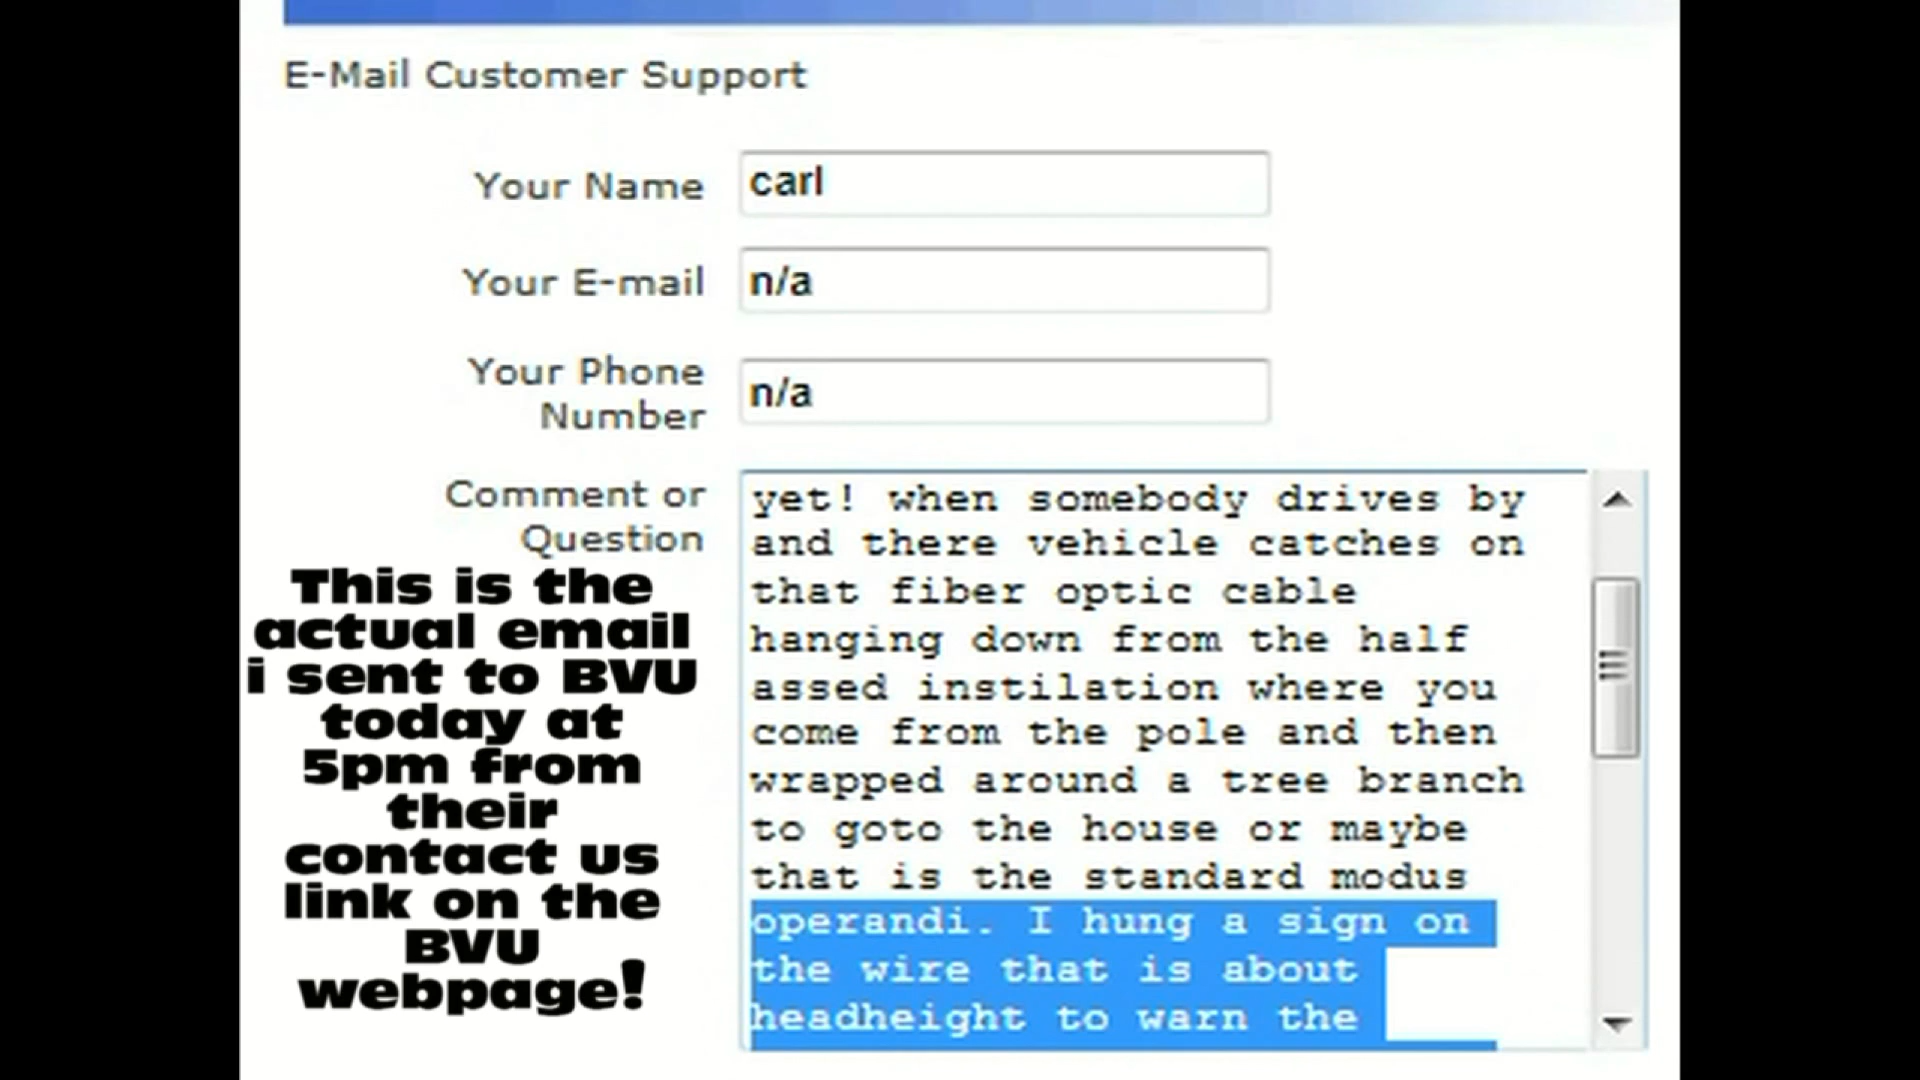 E-Mail Customer Support
Your Name
carl
Your E-mail
n/a
Your Phone
Number
n/a
Comment or
Question
yet! when somebody drives by
and there vehicle catches on
that fiber optic cable
hanging down from the half
assed instilation where you
come from the pole and then
wrapped around a tree branch
to goto the house or maybe
that is the standard modus
operandi. I hung a sign on
the wire that is about
headheight to warn the
This is the
actual email
i sent to BVU
today at
5pm from
their
contact us
link on the
BVU
webpage!